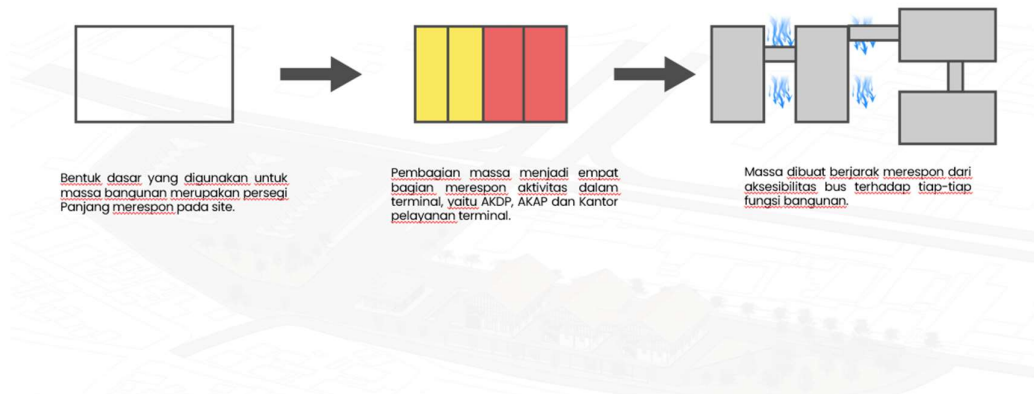 Bentuk dasar yang digunakan untuk
massa bangunan merupakan persegi
Panjang merespon pada site.
Pembagian massa menjadi empat
bagian merespon aktivitas dalam
terminal, yaitu AKDP, AKAP dan Kantor
pelayanan terminal.
Massa dibuat berjarak merespon dari
aksesibilitas bus terhadap tiap-tiap
fungsi bangunan.